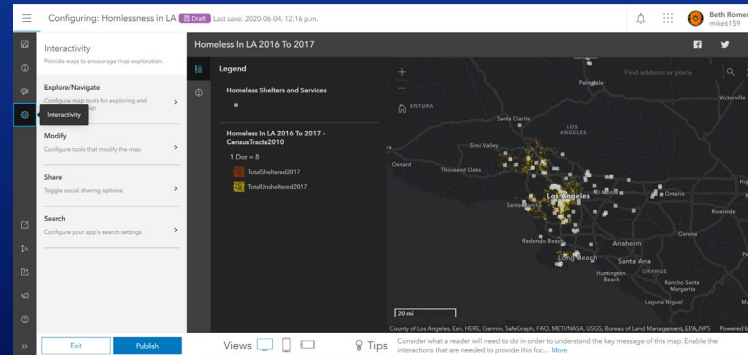 Configuring: Homelessness in LA
Draft
Last save: 2020-06-04, 12:16 p.m.
Beth Romer
mike6159
Interactivity
Provide ways to encourage map exploration.
Explore/Navigate
Configure map tools for exploring and
Interactivity
Modify
Configure tools that modify the map
Share
Toggle social sharing options
Search
Configure your app's search settings
Exit
Publish
Homeless In LA 2016 To 2017
Legend
Homeless Shelters and Services
Homeless In LA 2016 To 2017 -
CensusTracts2010
1 Dot = 8
TotalSheltered2017
TotalUnsheltered2017
Find address or place
Palmdale
Victorville
ENTURA
Santa Clarita
LOS
ANGELES
Simi Valley
Oxnard
Thousand Oaks
Los Angeles
Ontario
Riverside
Redondo Beach
Corona
Anaheim
Long Beach
Santa Ana
Huntington
Beach
ORANGE
Rancho Santa
Margarita
Laguna Niguel
20 mi
County of Los Angeles, Esri, HERE, Garmin, SafeGraph, FAO, METI/NASA, USGS, Bureau of Land Management, EPA, NPS
Powered b
Views
Tips
Consider what a reader will need to do in order to understand the key message of this map. Enable the
interactions that are needed to provide this foc... More